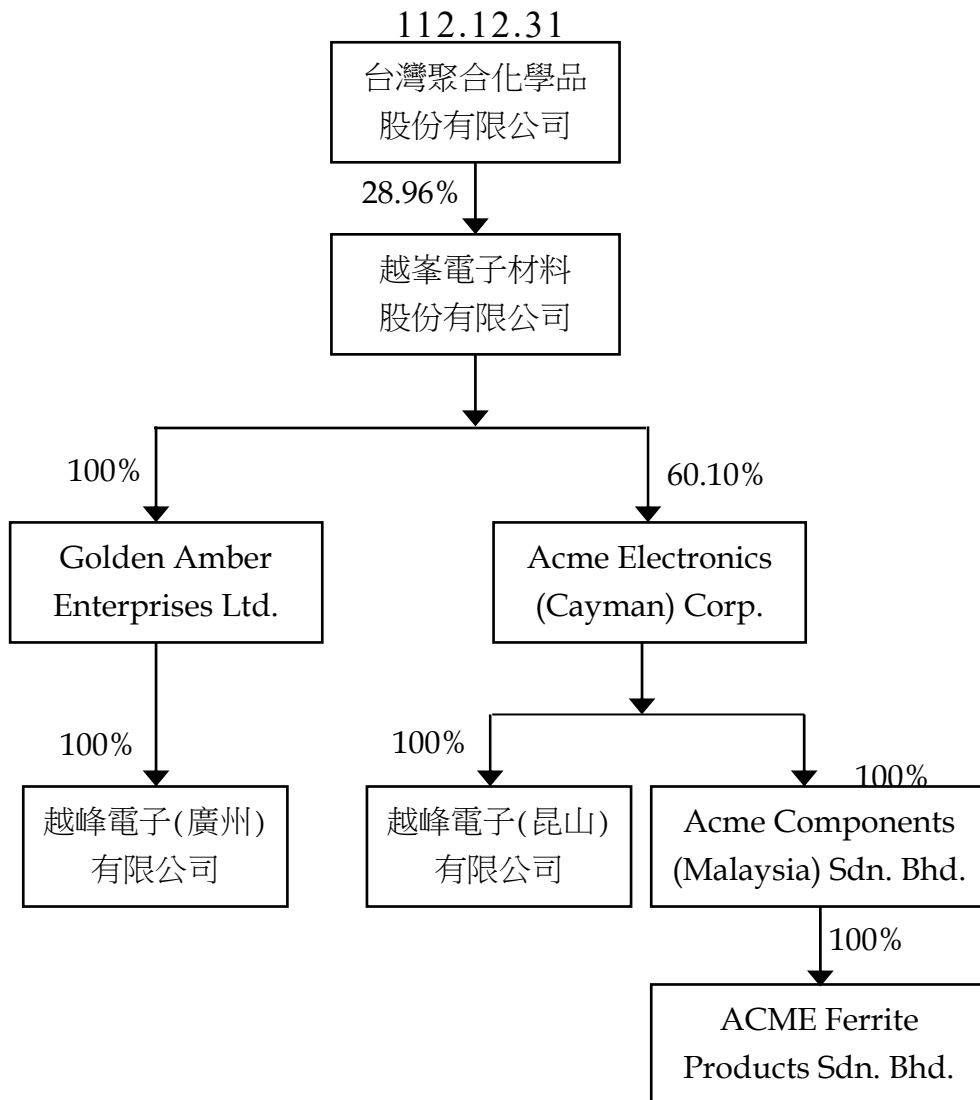 112.12.31
台灣聚合化學品
股份有限公司
28.96%
越峯電子材料
股份有限公司
100%
60.10%
Golden Amber
Enterprises Ltd.
Acme Electronics
(Cayman) Corp.
100%
100%
100%
越峰電子(廣州)
有限公司
越峰電子(昆山)
有限公司
Acme Components
(Malaysia) Sdn. Bhd.
100%
ACME Ferrite
Products Sdn. Bhd.